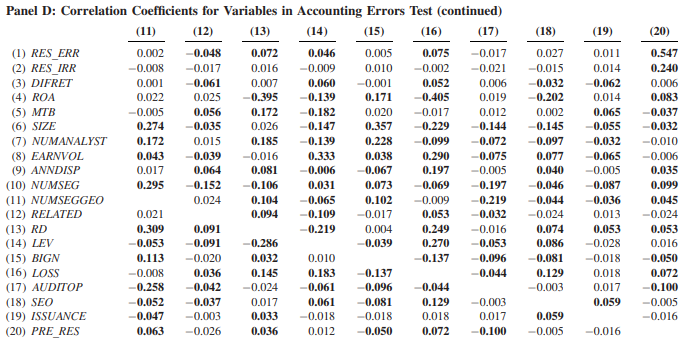 Panel D: Correlation Coefficients for Variables in Accounting Errors Test (continued)
(11) (12) (13) (14) (15) (16) (17) (18) (19) (20)
(1) RES_ERR 0.002 −0.048 0.072 0.046 0.005 0.075 −0.017 0.027 0.011 0.547
(2) RES_IRR −0.008 −0.017 0.016 −0.009 0.010 −0.002 −0.021 −0.015 0.014 0.240
(3) DIFRET 0.001 −0.061 0.007 0.060 −0.001 0.052 0.006 −0.032 −0.062 0.006
(4) ROA 0.022 0.025 −0.395 −0.139 0.171 −0.405 0.019 −0.202 0.014 0.083
(5) MTB −0.005 0.056 0.172 −0.182 0.020 −0.017 0.012 0.002 0.065 −0.037
(6) SIZE 0.274 −0.035 0.026 −0.147 0.357 −0.229 −0.144 −0.145 −0.055 −0.032
(7) NUMANALYST 0.172 0.015 0.185 −0.139 0.228 −0.099 −0.072 −0.097 −0.032 −0.010
(8) EARNVOL 0.043 −0.039 −0.016 0.333 0.038 0.290 −0.075 0.077 −0.065 −0.006
(9) ANNDISP 0.017 0.064 0.081 −0.006 −0.067 0.197 −0.005 0.040 −0.005 0.035
(10) NUMSEG 0.295 −0.152 −0.106 0.031 0.073 −0.069 −0.197 −0.046 −0.087 0.099
(11) NUMSEGGEO 0.024 0.104 −0.065 0.102 −0.009 −0.219 −0.044 −0.036 0.045
(12) RELATED 0.021 0.094 −0.109 −0.017 0.053 −0.032 −0.024 0.013 −0.024
(13) RD 0.309 0.091 −0.219 0.004 0.249 −0.016 0.074 0.053 0.053
(14) LEV −0.053 −0.091 −0.286 −0.039 0.270 −0.053 0.086 −0.028 0.016
(15) BIGN 0.113 −0.020 0.032 0.010 −0.137 −0.096 −0.081 −0.018 −0.050
(16) LOSS −0.008 0.036 0.145 0.183 −0.137 −0.044 0.129 0.018 0.072
(17) AUDITOP −0.258 −0.042 −0.024 −0.061 −0.096 −0.044 −0.003 0.017 −0.100
(18) SEO −0.052 −0.037 0.017 0.061 −0.081 0.129 −0.003 0.059 −0.005
(19) ISSUANCE −0.047 −0.003 0.033 −0.018 −0.018 0.018 0.017 0.059 −0.016
(20) PRE_RES 0.063 −0.026 0.036 0.012 −0.050 0.072 −0.100 −0.005 −0.016